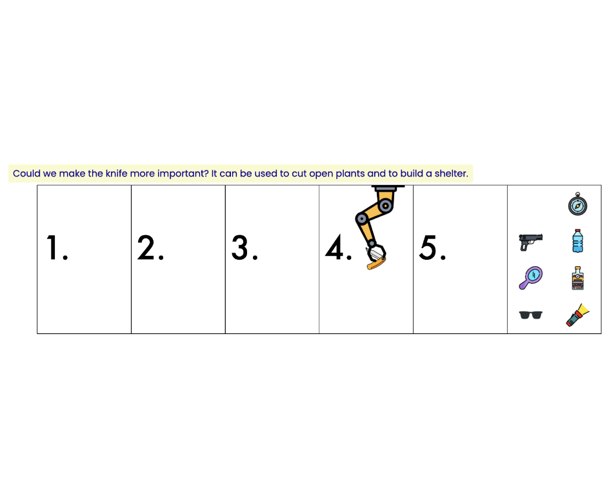 Could we make the knife more important? It can be used to cut open plants and to build a shelter.
1. 2. 3. 4. 5.